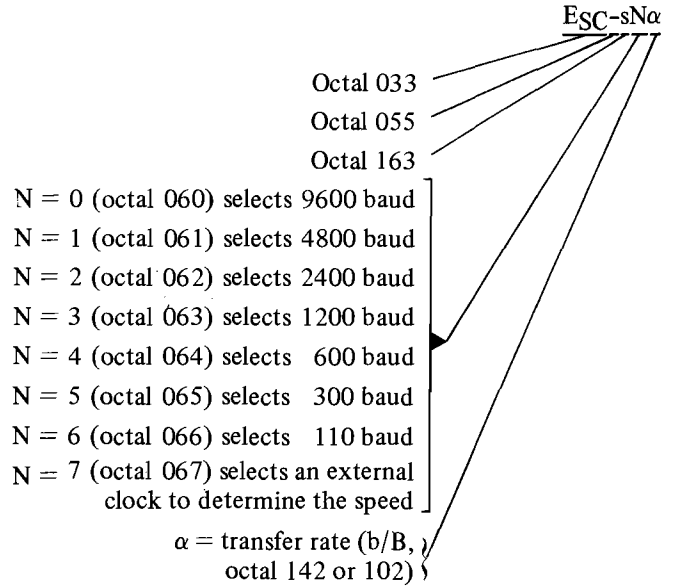 ESC-sNα
Octal 033
Octal 055
Octal 163
N = 0 (octal 060) selects 9600 baud
N = 1 (octal 061) selects 4800 baud
N = 2 (octal 062) selects 2400 baud
N = 3 (octal 063) selects 1200 baud
N = 4 (octal 064) selects 600 baud
N = 5 (octal 065) selects 300 baud
N = 6 (octal 066) selects 110 baud
N = 7 (octal 067) selects an external
clock to determine the speed
α = transfer rate (b/B,
octal 142 or 102)